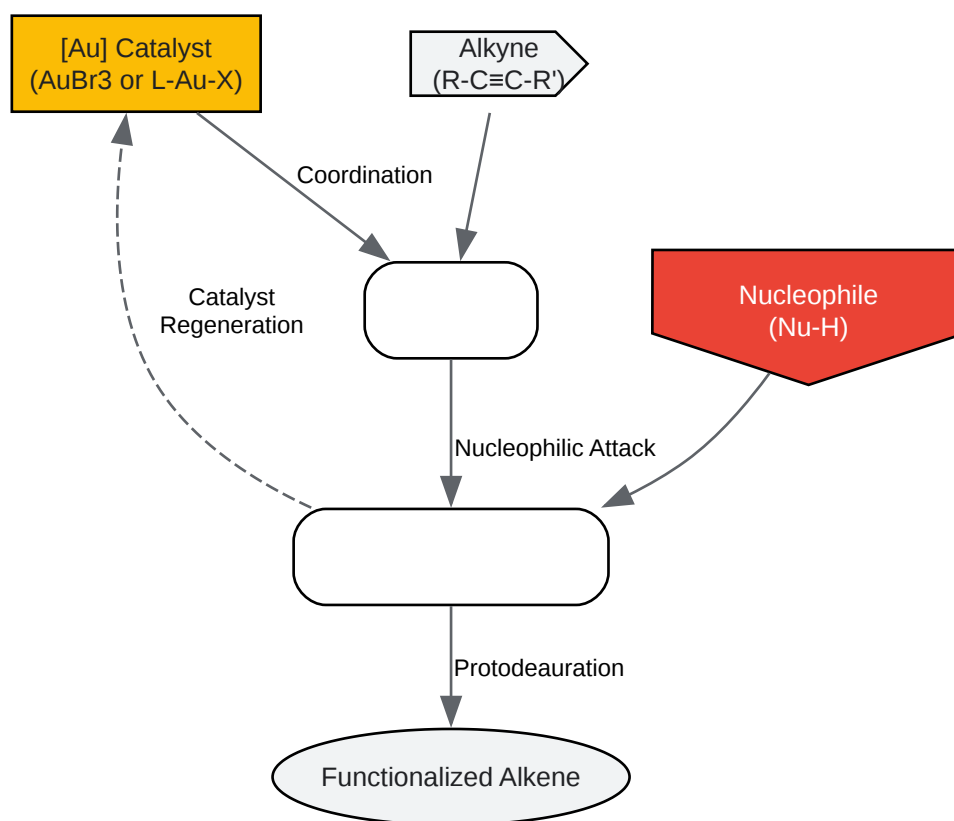 [Au] Catalyst
(AuBr3 or L-Au-X)
Alkyne
(R-C≡C-R')
Coordination
Catalyst
Regeneration
Nucleophile
(Nu-H)
Nucleophilic Attack
Protodeauration
Functionalized Alkene